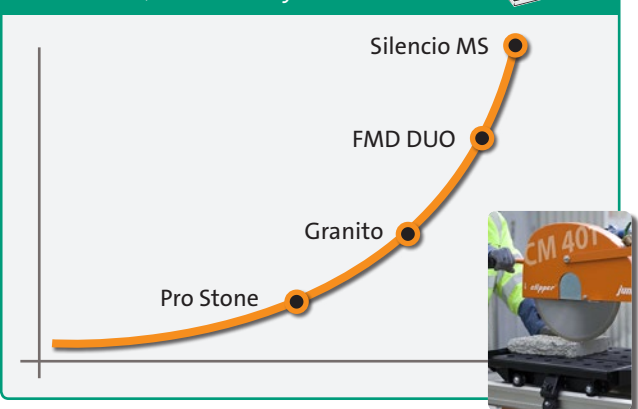 Silencio MS
FMD DUO
Granito
Pro Stone
CM 401
clipper